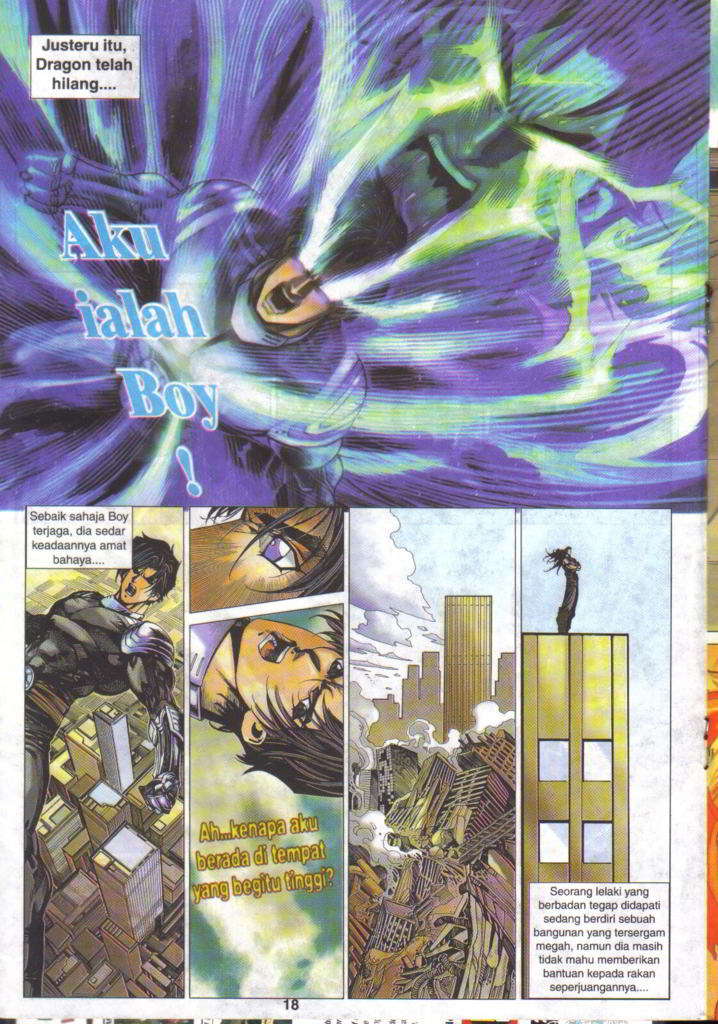 Justeru itu,
Dragon telah
hilang....
Aku
ialah
Boy
!
Sebaik sahaja Boy
terjaga, dia sedar
keadaannya amat
bahaya....
Ah...kenapa aku
berada di tempat
yang begitu tinggi?
Seorang lelaki yang
berbadan tegap didapati
sedang berdiri sebuah
bangunan yang tersergam
megah, namun dia masih
tidak mahu memberikan
bantuan kepada rakan
seperjuangannya....
18